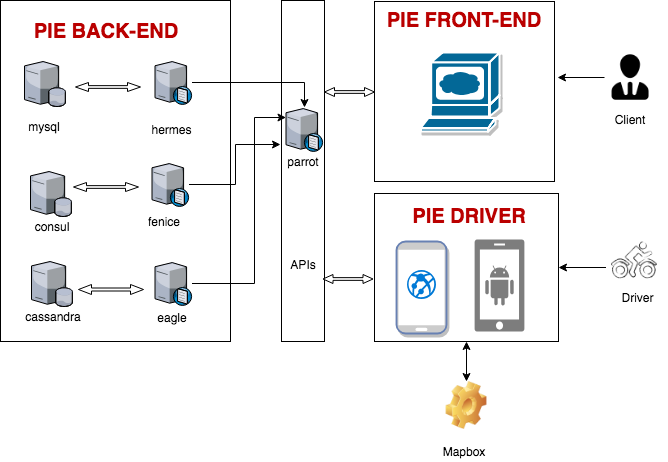 PIE BACK-END
mysql
hermes
consul
fenice
cassandra
eagle
parrot
APIs
PIE FRONT-END
Client
PIE DRIVER
Driver
Mapbox